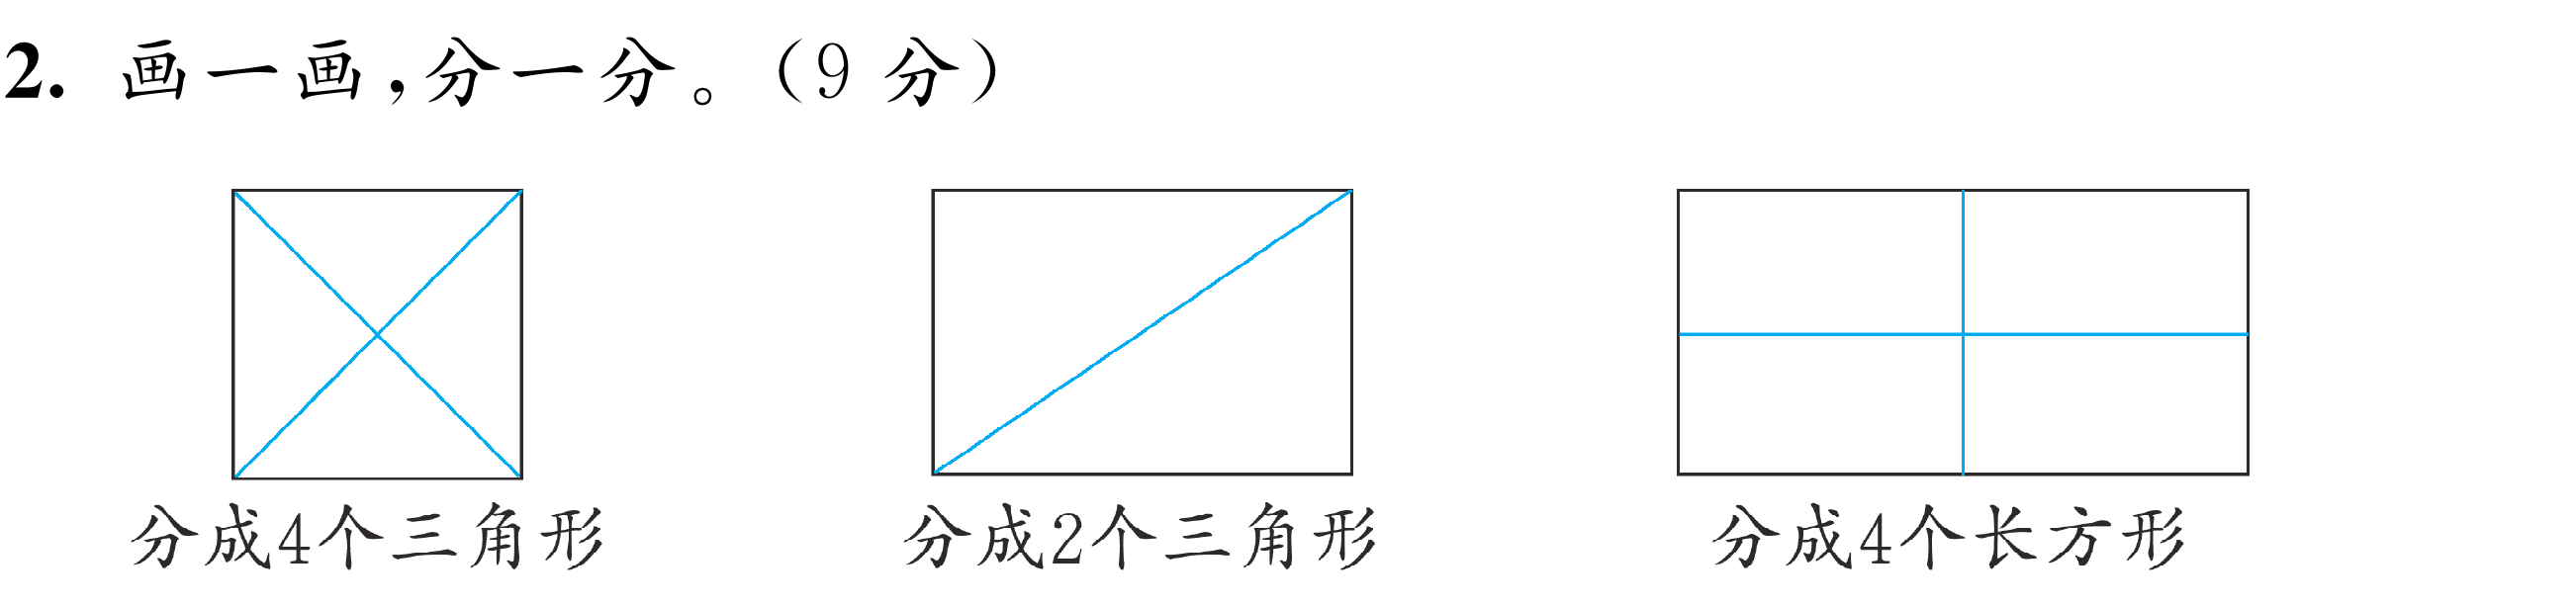 2. 画一画,分一分。(9 分)
分成4个三角形 分成2个三角形 分成4个长方形